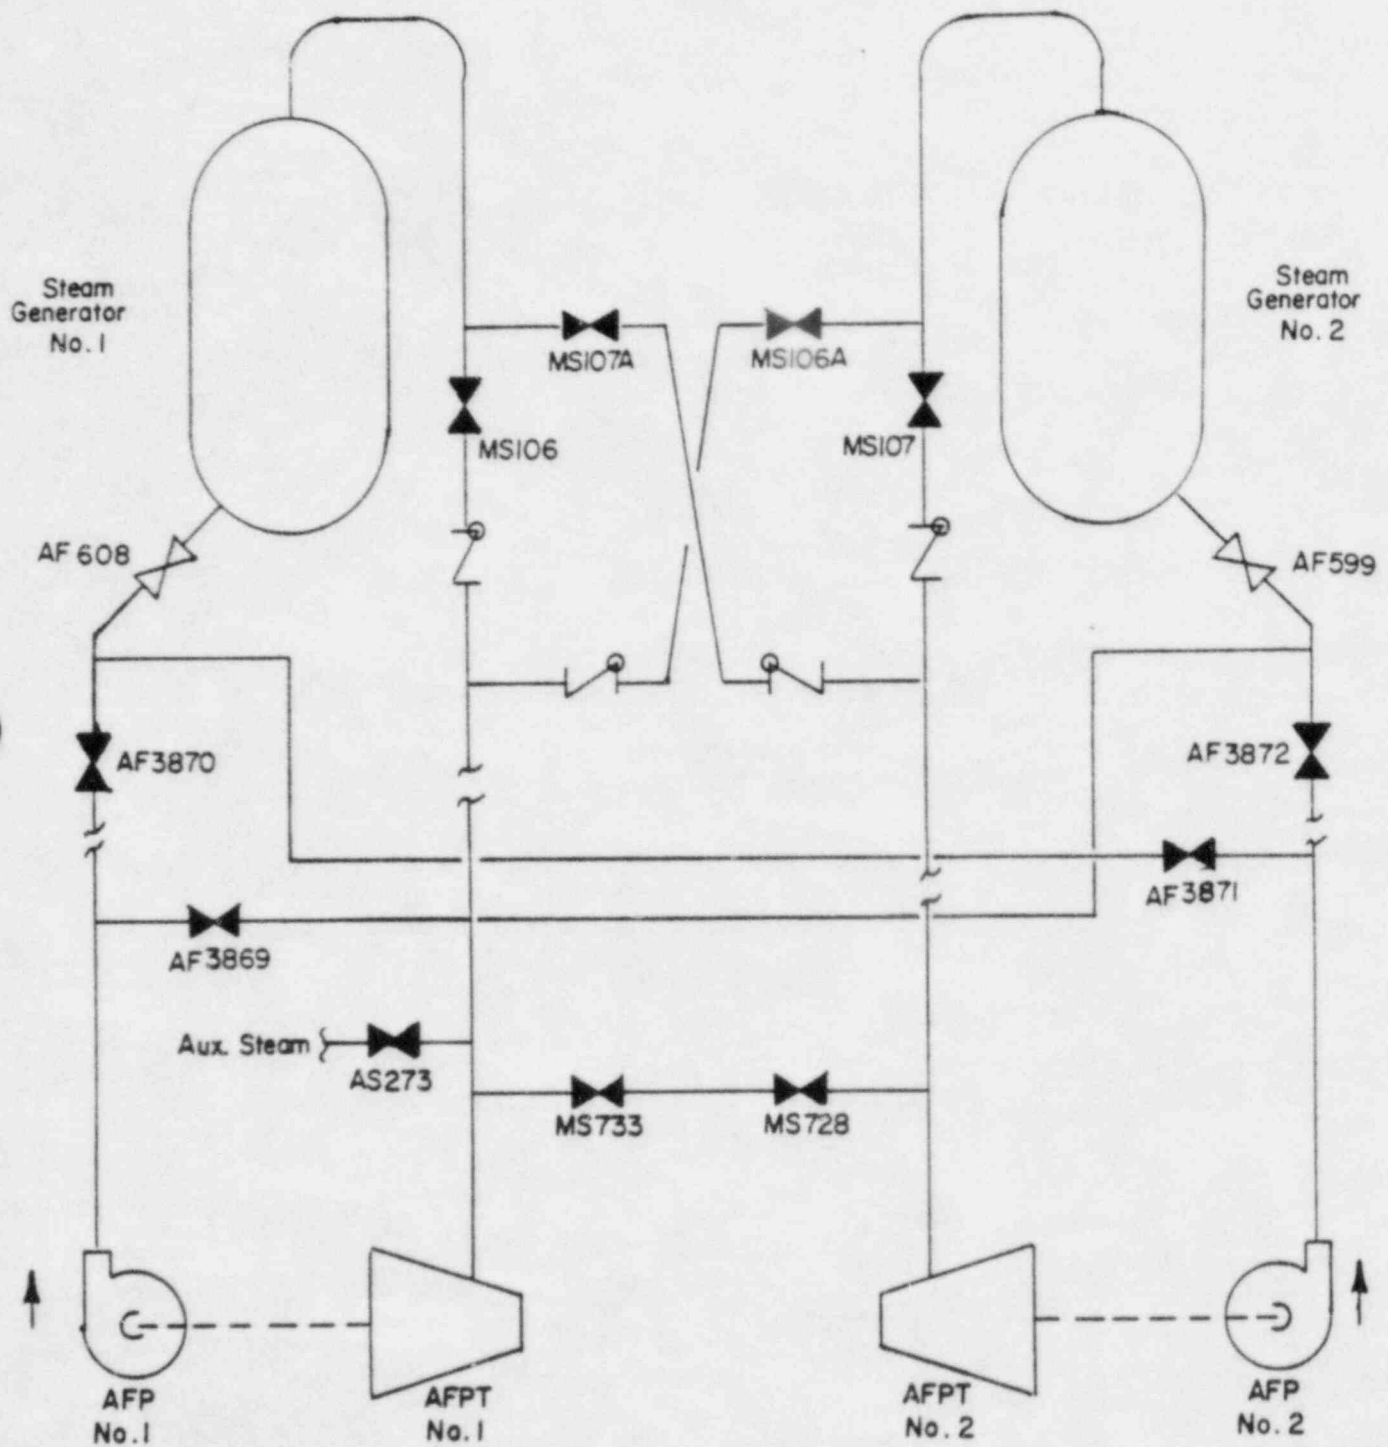 Steam
Generator
No. 1
Steam
Generator
No. 2
MS107A
MS106A
MS106
MS107
AF 608
AF599
AF3870
AF3872
AF3871
AF3869
Aux. Steam
AS273
MS733
MS728
AFP
No.1
AFPT
No.1
AFPT
No. 2
AFP
No. 2